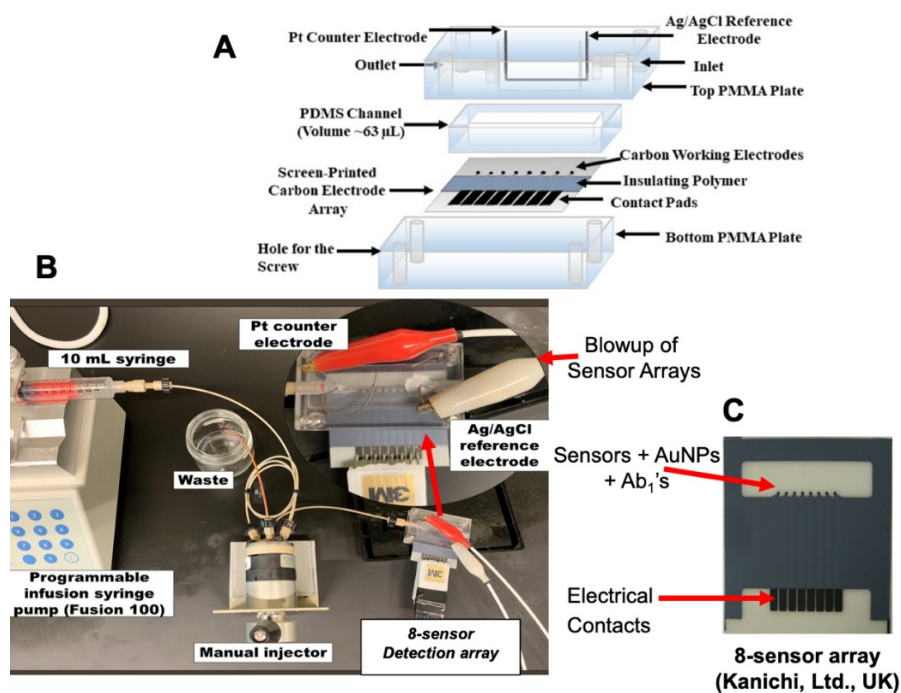 A
Pt Counter Electrode
Ag/AgCl Reference
Electrode
Outlet
Inlet
Top PMMA Plate
PDMS Channel
(Volume ~63 µL)
Carbon Working Electrodes
Screen-Printed
Carbon Electrode
Array
Insulating Polymer
Contact Pads
Hole for the
Screw
Bottom PMMA Plate
B
Pt counter
electrode
10 mL syringe
Blowup of
Sensor Arrays
Ag/AgCl
reference
electrode
Waste
3M
3M
Programmable
infusion syringe
pump (Fusion 100)
Manual injector
8-sensor
Detection array
C
Sensors + AuNPs
+ Ab1's
Electrical
Contacts
8-sensor array
(Kanichi, Ltd., UK)